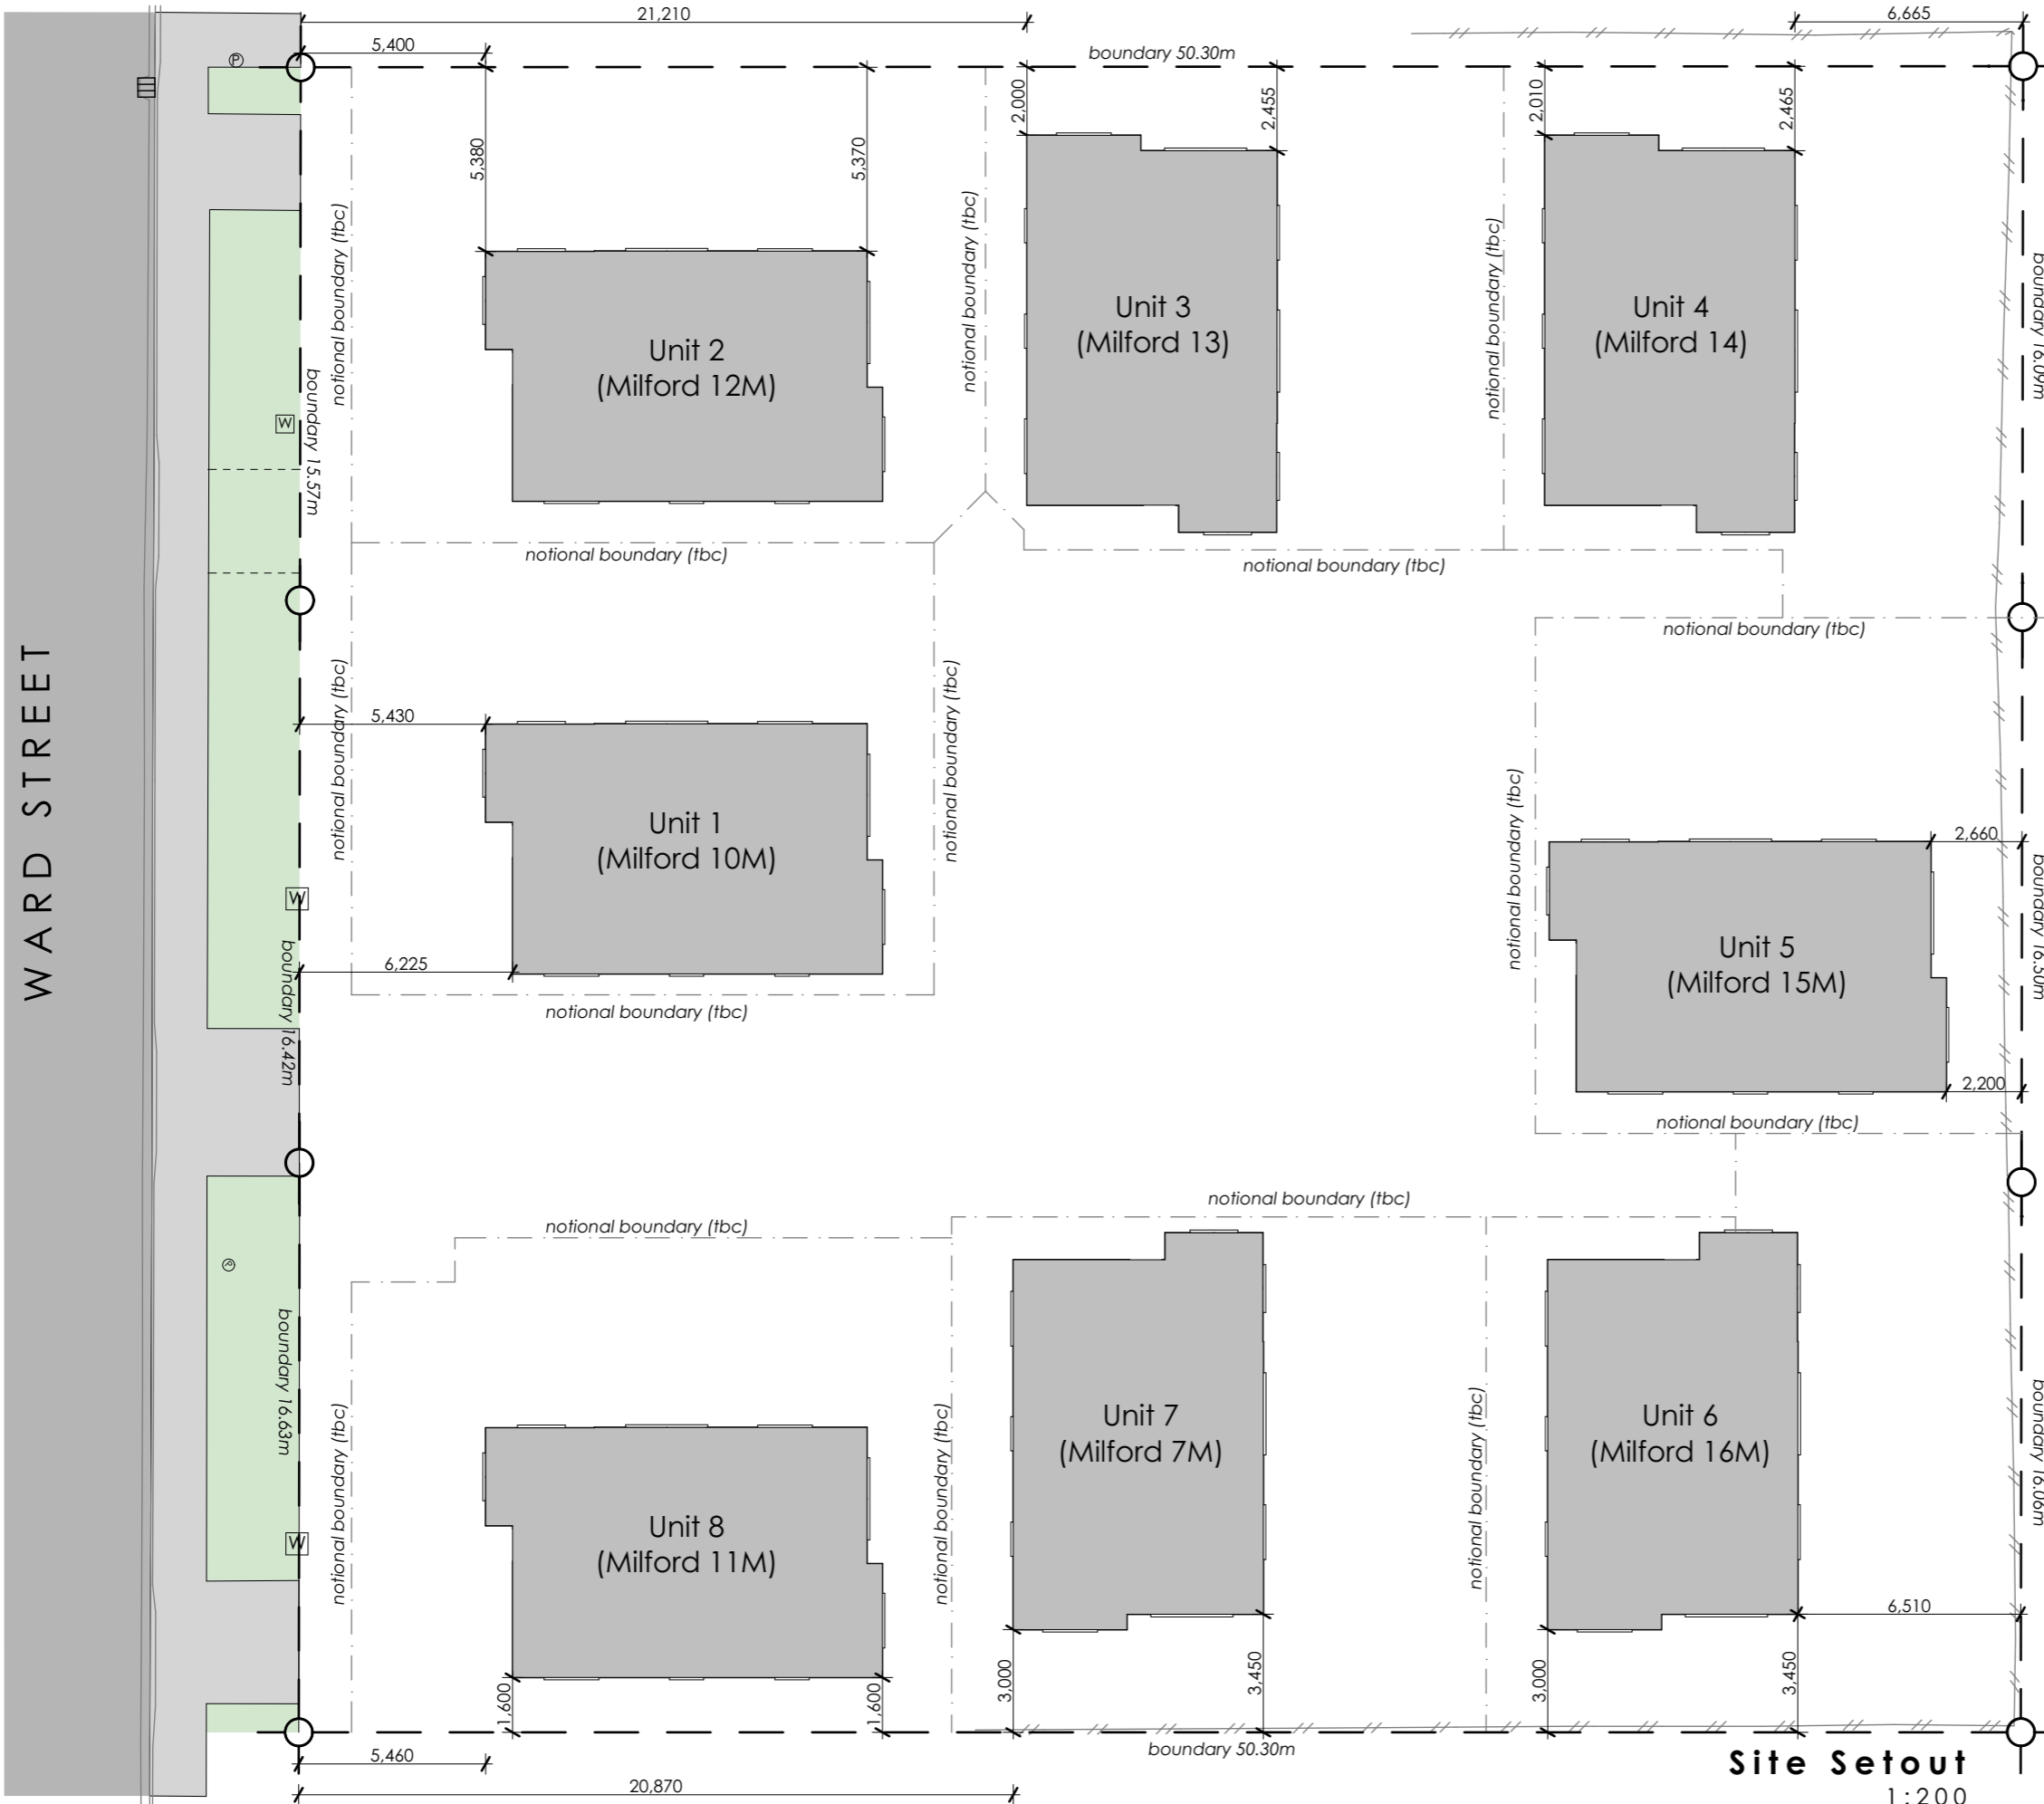 21,210
6,665
5,400
boundary 50.30m
P
2,000
2,455
2,010
2,465
5,380
5,370
notional boundary (tbc)
notional boundary (tbc)
notional boundary (tbc)
boundary 16.09m
Unit 3
(Milford 13)
Unit 4
(Milford 14)
Unit 2
(Milford 12M)
boundary 15.57m
W
notional boundary (tbc)
notional boundary (tbc)
notional boundary (tbc)
WARD STREET
notional boundary (tbc)
notional boundary (tbc)
5,430
notional boundary (tbc)
Unit 1
(Milford 10M)
2,660
boundary 16.50m
W
boundary 16.42m
6,225
Unit 5
(Milford 15M)
notional boundary (tbc)
2,200
notional boundary (tbc)
notional boundary (tbc)
notional boundary (tbc)
P
boundary 16.63m
notional boundary (tbc)
notional boundary (tbc)
notional boundary (tbc)
boundary 16.06m
Unit 7
(Milford 7M)
Unit 6
(Milford 16M)
Unit 8
(Milford 11M)
W
6,510
1,600
1,600
3,000
3,450
3,000
3,450
boundary 50.30m
5,460
20,870
Site Setout
1:200